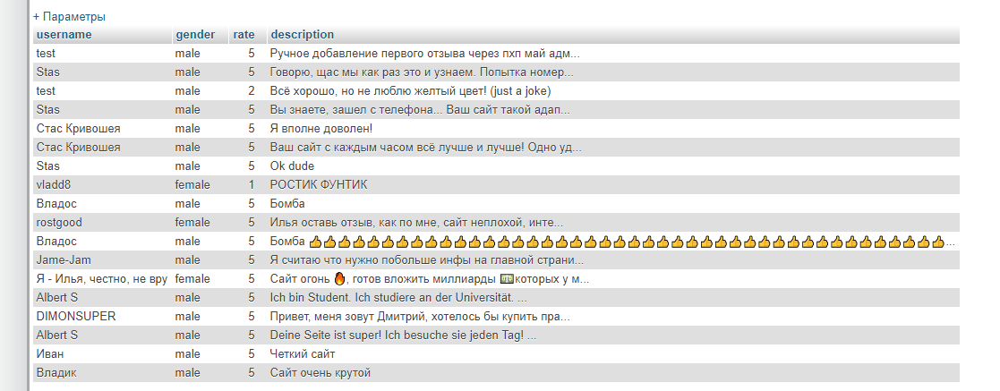 + Параметры
username gender rate description
test male 5 Ручное добавление первого отзыва через пхп май адм...
Stas male 5 Говорю, щас мы как раз это и узнаем. Попытка номер...
test male 2 Всё хорошо, но не люблю желтый цвет! (just a joke)
Stas male 5 Вы знаете, зашел с телефона... Ваш сайт такой адап...
Стас Кривошея male 5 Я вполне доволен!
Стас Кривошея male 5 Ваш сайт с каждым часом всё лучше и лучше! Одно уд...
Stas male 5 Ok dude
vladd8 female 1 РОСТИК ФУНТИК
Владос male 5 Бомба
rostgood female 5 Илья оставь отзыв, как по мне, сайт неплохой, инте...
Владос male 5 Бомба 👍👍👍👍👍👍👍👍👍👍👍👍👍👍👍👍👍👍👍👍👍👍👍👍👍👍👍👍👍👍👍👍👍👍👍👍👍👍👍👍👍👍👍👍...
Jame-Jam male 5 Я считаю что нужно побольше инфы на главной страни...
Я - Илья, честно, не вру female 5 Сайт огонь 🔥, готов вложить миллиарды 💵которых у м...
Albert S male 5 Ich bin Student. Ich studiere an der Universität. ...
DIMONSUPER male 5 Привет, меня зовут Дмитрий, хотелось бы купить пра...
Albert S male 5 Deine Seite ist super! Ich besuche sie jeden Tag! ...
Иван male 5 Четкий сайт
Владик male 5 Сайт очень крутой